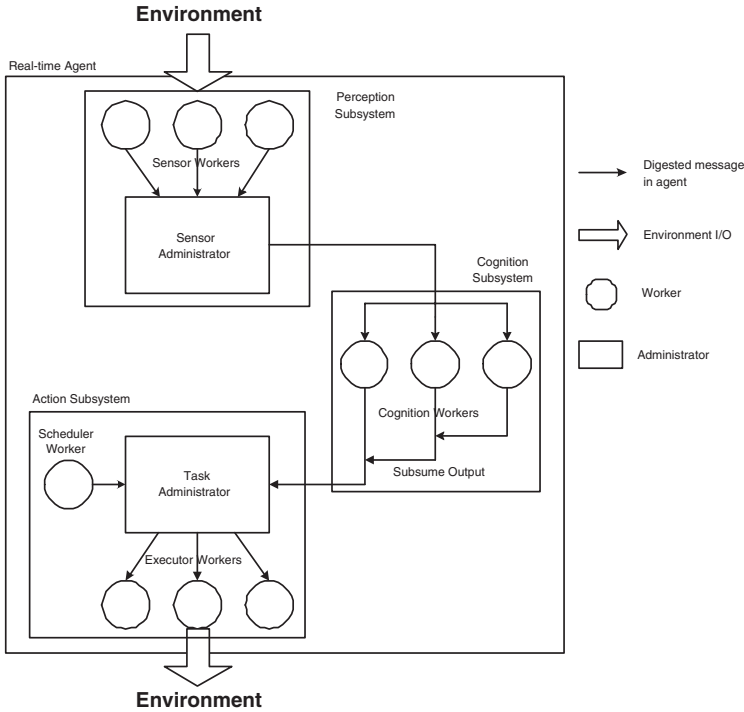 Environment
Real-time Agent
Perception
Subsystem
Sensor Workers
Sensor
Administrator
Cognition
Subsystem
Cognition Workers
Subsume Output
Action Subsystem
Scheduler
Worker
Task
Administrator
Executor Workers
Environment
Digested message
in agent
Environment I/O
Worker
Administrator